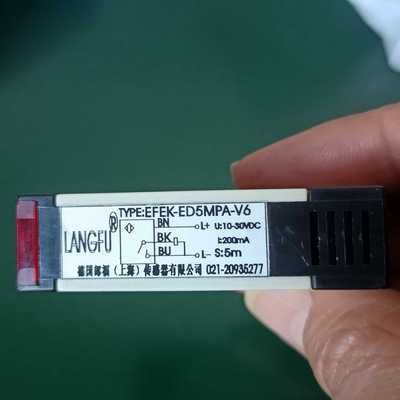 TYPE:EFEK-ED5MPA-V6
LANGFU®
BN
L+ U:10-30VDC
BK
I:200mA
BU
L- S:5m
德国郎福（上海）传感器有限公司 021-20935277